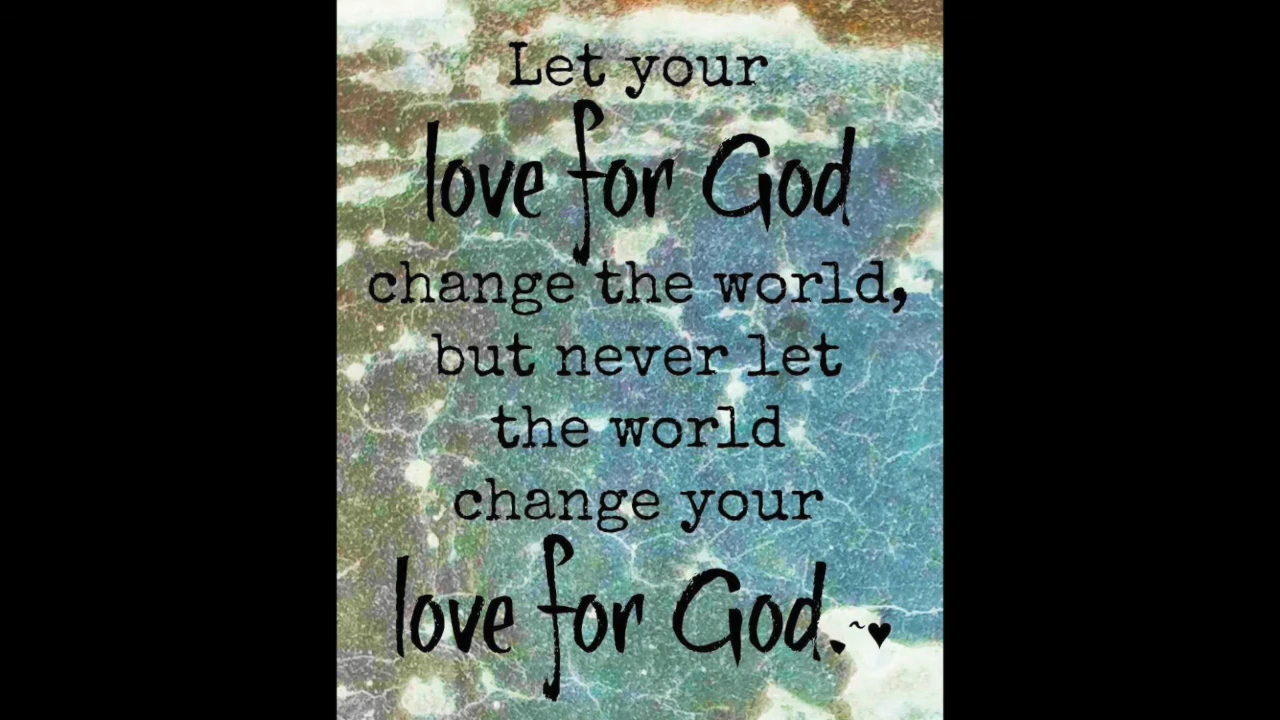 Let your
love for God
change the world,
but never let
the world
change your
love for God.~♥